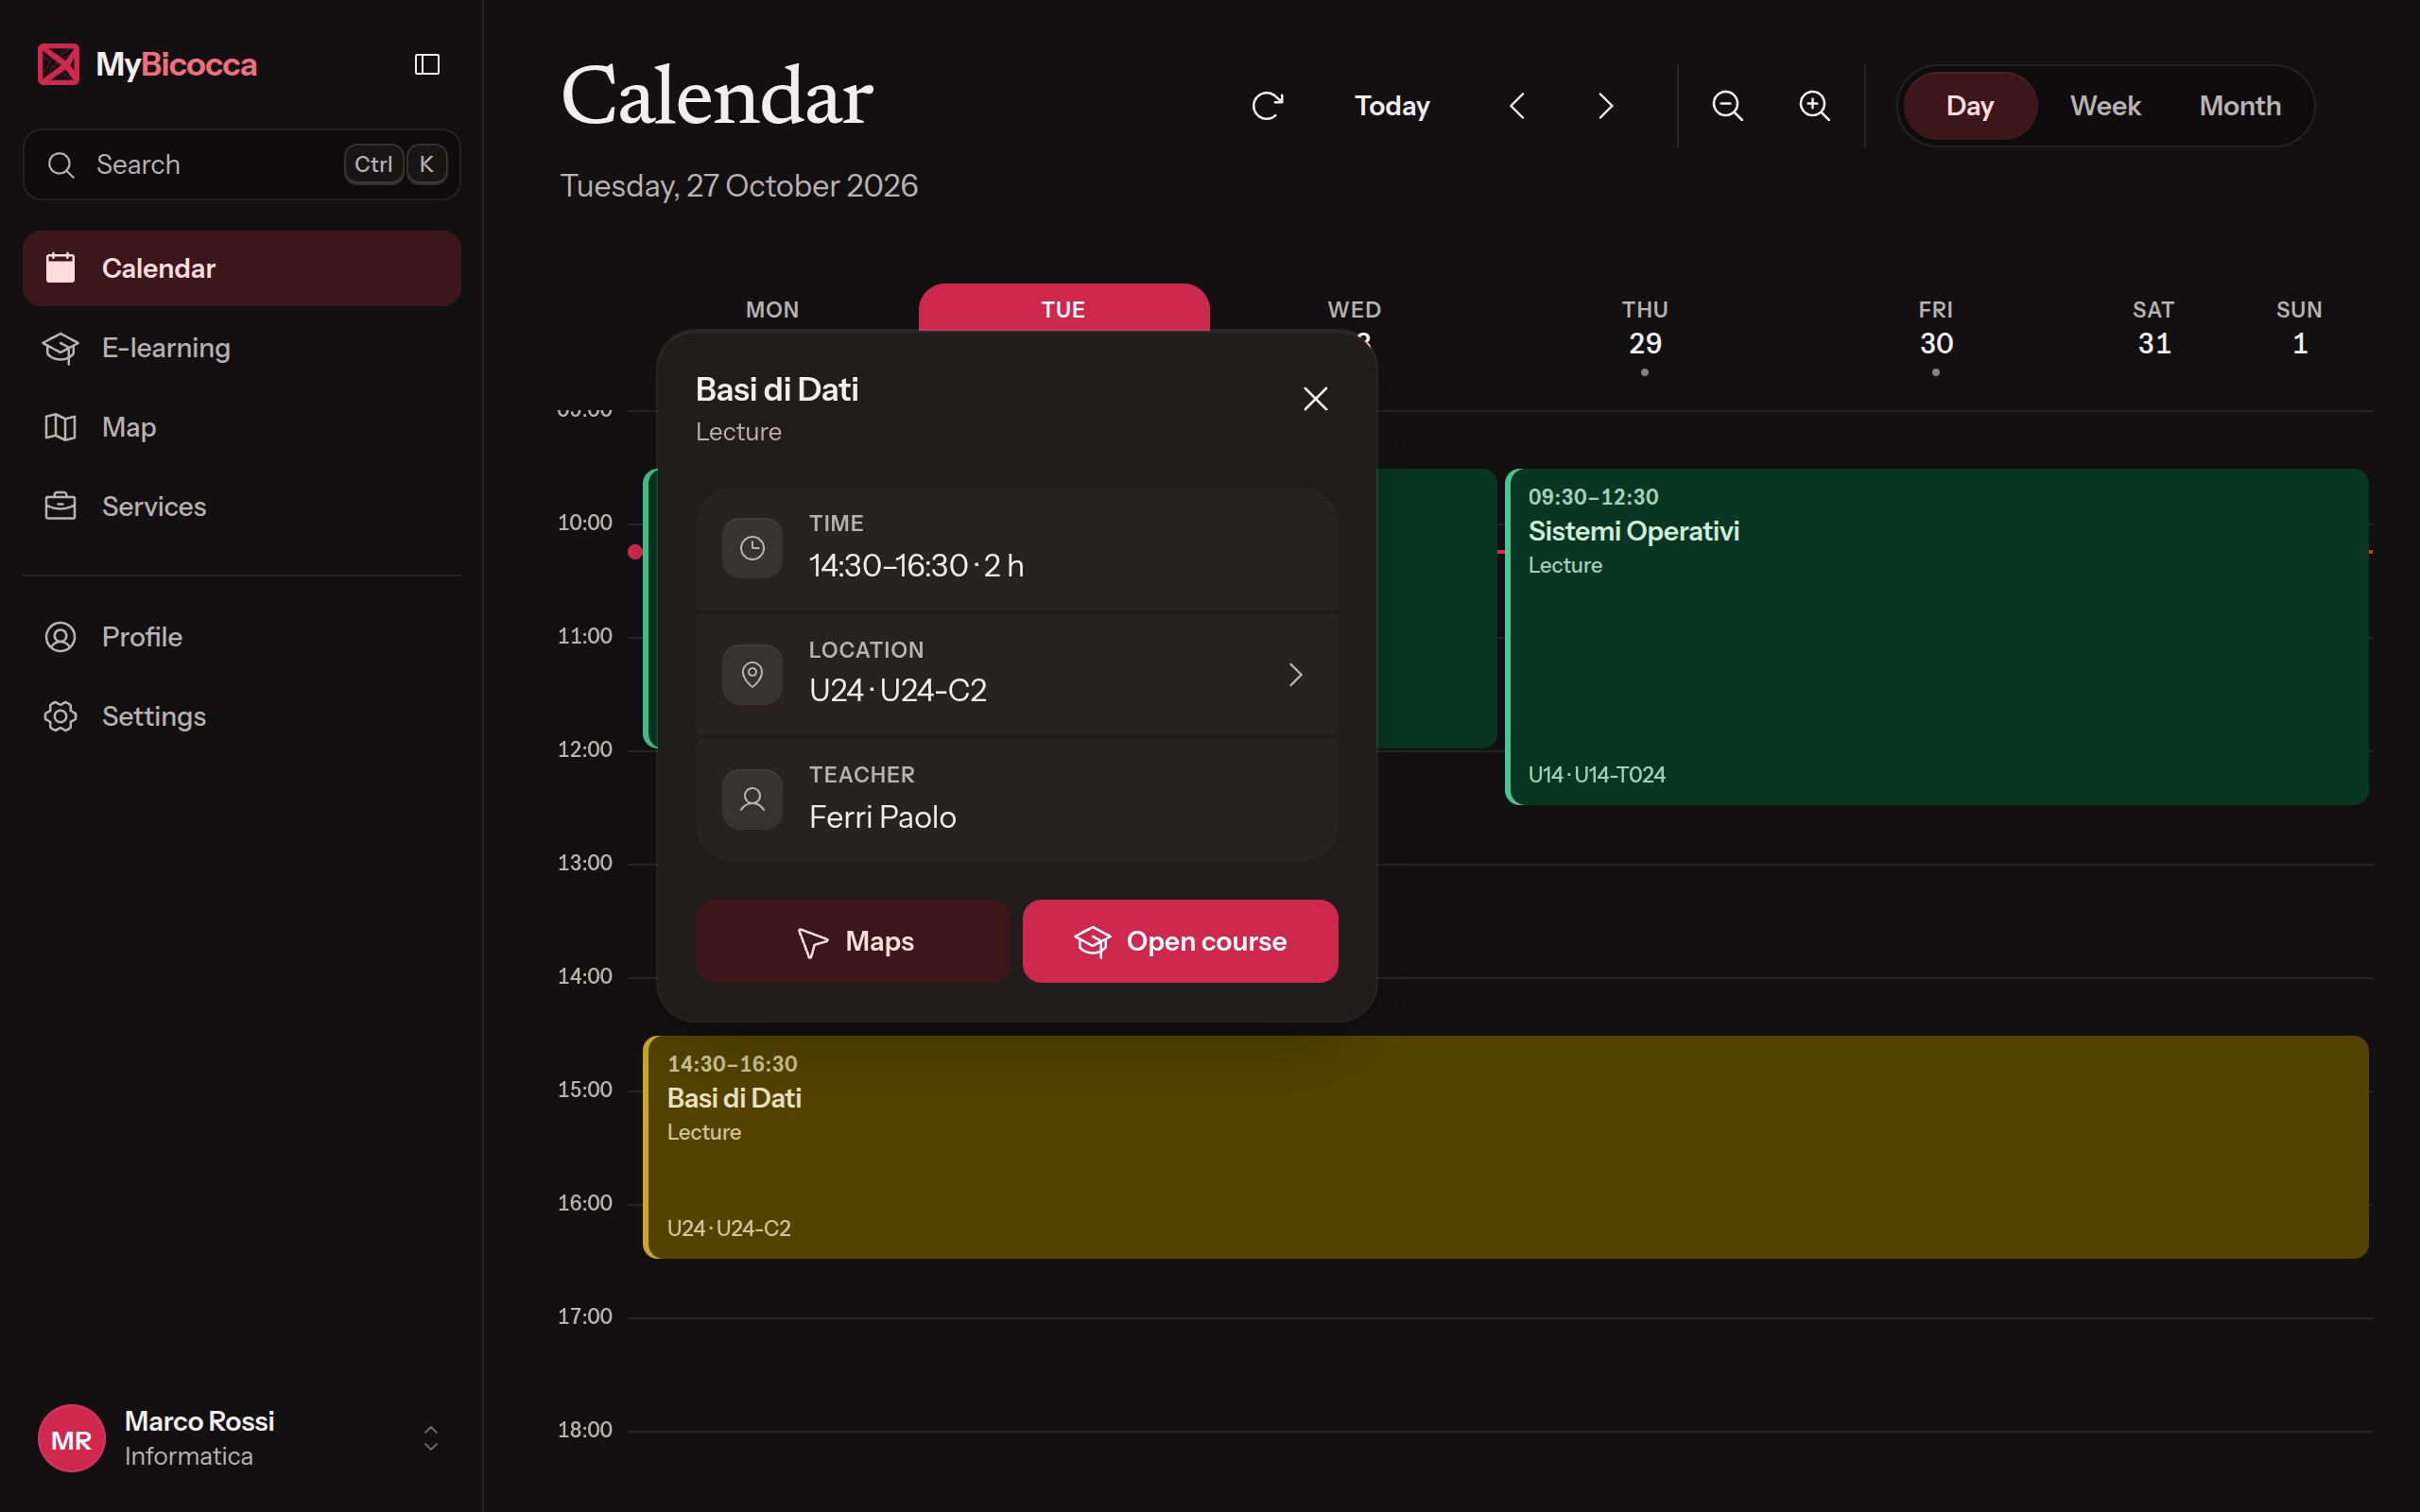 MyBicocca
Search
Ctrl K
Calendar
E-learning
Map
Services
Profile
Settings
MR
Marco Rossi
Informatica
Calendar
Tuesday, 27 October 2026
Today
Day
Week
Month
MON
TUE
WED
THU
29
FRI
30
SAT
31
SUN
1
10:00
11:00
12:00
13:00
14:00
15:00
16:00
17:00
18:00
Basi di Dati
Lecture
TIME
14:30–16:30 · 2 h
LOCATION
U24 · U24-C2
TEACHER
Ferri Paolo
Maps
Open course
09:30–12:30
Sistemi Operativi
Lecture
U14 · U14-T024
14:30–16:30
Basi di Dati
Lecture
U24 · U24-C2